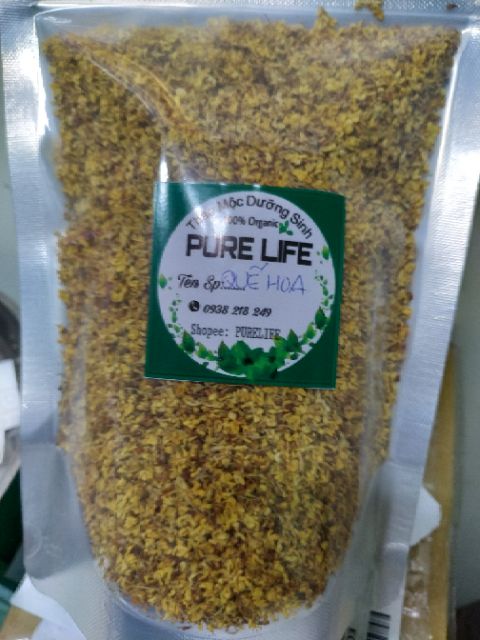 Thảo Mộc Dưỡng Sinh
100% Organic
PURE LIFE
Tên Sp:....QUẾ HOA
0938 218 249
Shopee: PURELIFE